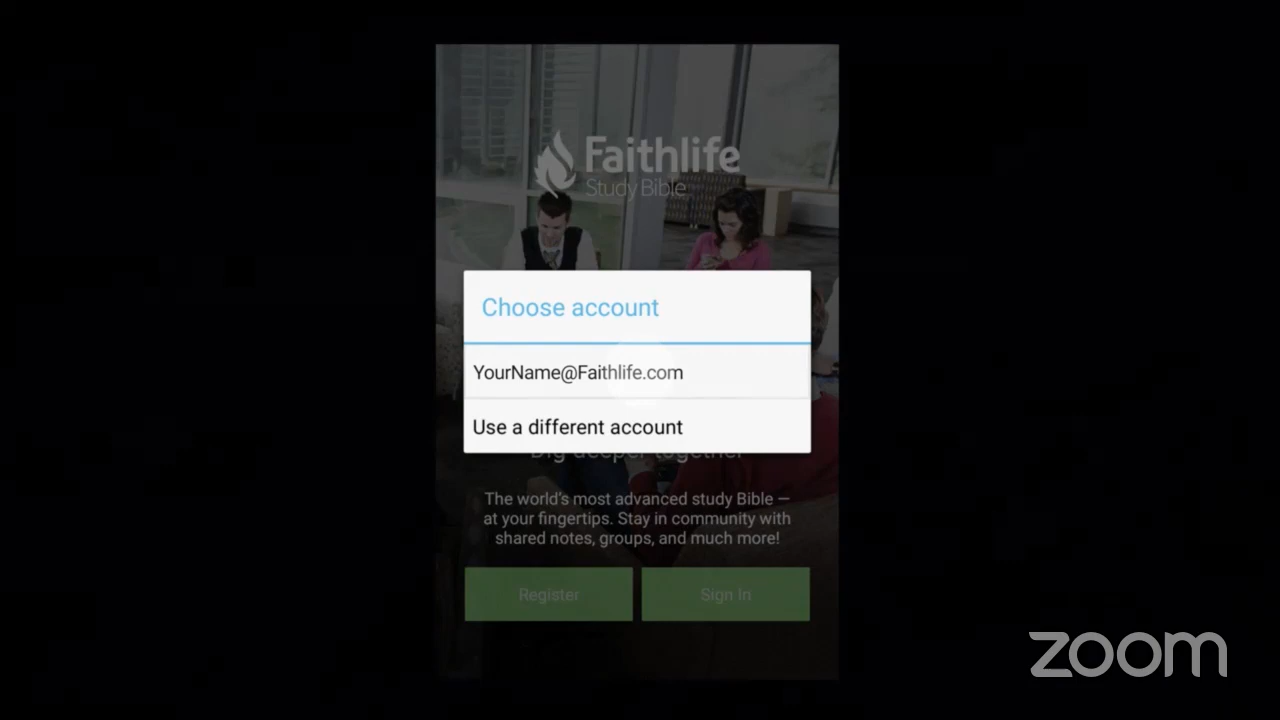 Faithlife
Study Bible
Choose account
YourName@Faithlife.com
Use a different account
Dig deeper together
The world's most advanced study Bible —
at your fingertips. Stay in community with
shared notes, groups, and much more!
Register
Sign In
zoom